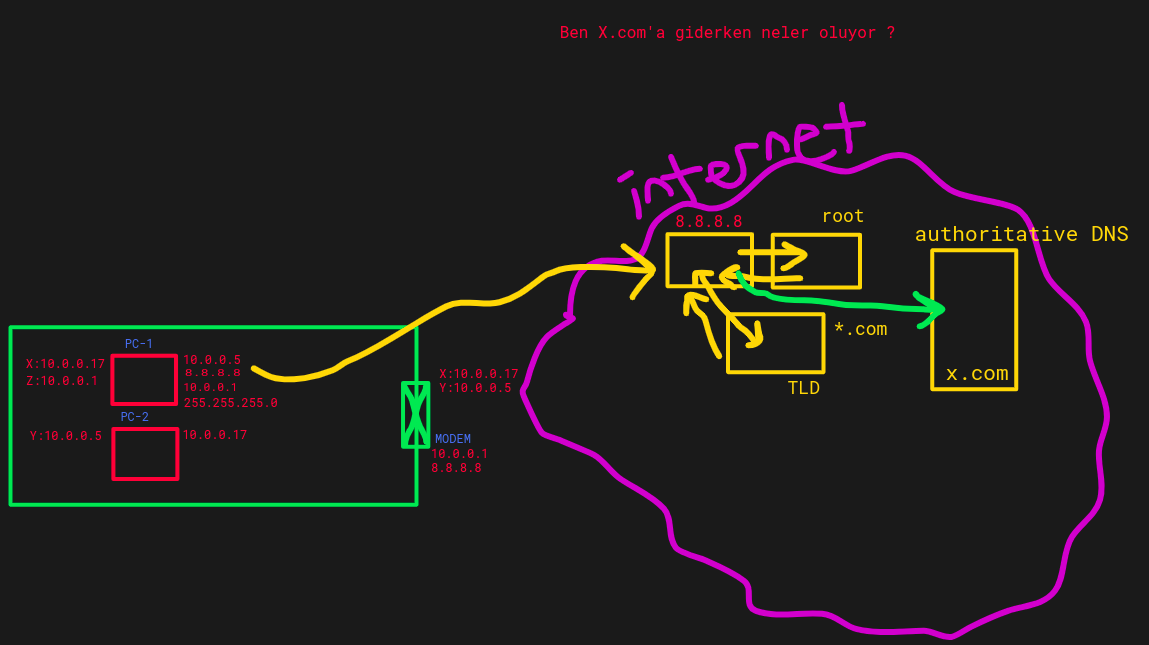 Ben X.com'a giderken neler oluyor ?
internet
8.8.8.8
root
authoritative DNS
*.com
TLD
x.com
PC-1
X:10.0.0.17
Z:10.0.0.1
10.0.0.5
8.8.8.8
10.0.0.1
255.255.255.0
PC-2
Y:10.0.0.5
10.0.0.17
X:10.0.0.17
Y:10.0.0.5
MODEM
10.0.0.1
8.8.8.8